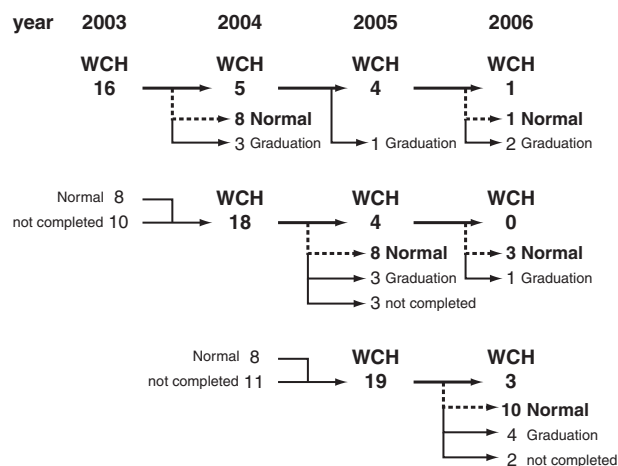 year 2003 2004 2005 2006
WCH WCH WCH WCH
16 5 4 1
8 Normal 1 Normal
3 Graduation 1 Graduation 2 Graduation
Normal 8 WCH WCH WCH
not completed 10 18 4 0
8 Normal 3 Normal
3 Graduation 1 Graduation
3 not completed
Normal 8 WCH WCH
not completed 11 19 3
10 Normal
4 Graduation
2 not completed